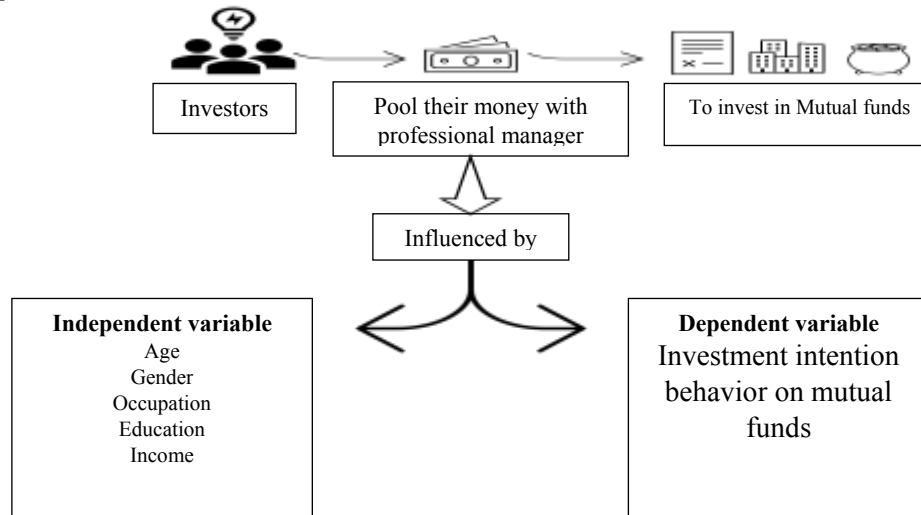 Investors
Pool their money with
professional manager
To invest in Mutual funds
Influenced by
Independent variable
Age
Gender
Occupation
Education
Income
Dependent variable
Investment intention
behavior on mutual
funds